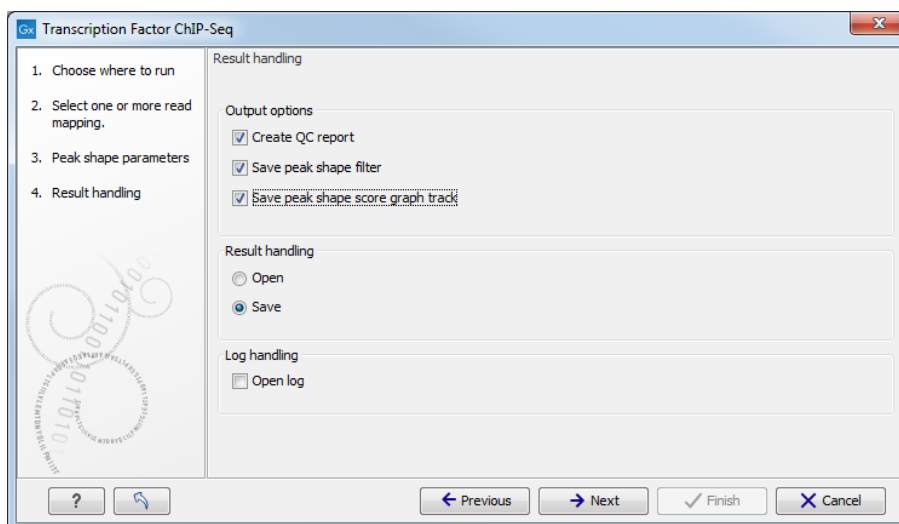 Gx Transcription Factor ChIP-Seq
1. Choose where to run
2. Select one or more read
mapping.
3. Peak shape parameters
4. Result handling
Result handling
Output options
Create QC report
Save peak shape filter
Save peak shape score graph track
Result handling
Open
Save
Log handling
Open log
?
Previous
Next
Finish
Cancel